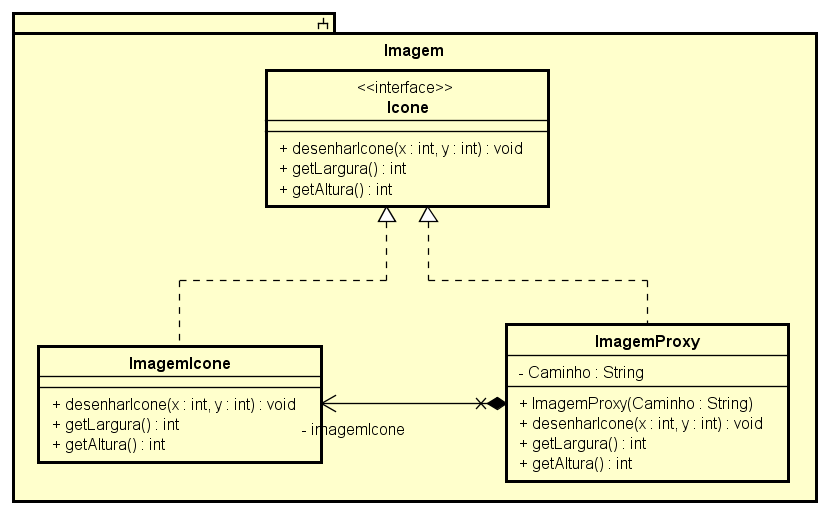 Imagem
<<interface>>
Icone
+ desenharIcone(x : int, y : int) : void
+ getLargura() : int
+ getAltura() : int
ImagemIcone
+ desenharIcone(x : int, y : int) : void
+ getLargura() : int
+ getAltura() : int
- imagemIcone
ImagemProxy
- Caminho : String
+ ImagemProxy(Caminho : String)
+ desenharIcone(x : int, y : int) : void
+ getLargura() : int
+ getAltura() : int